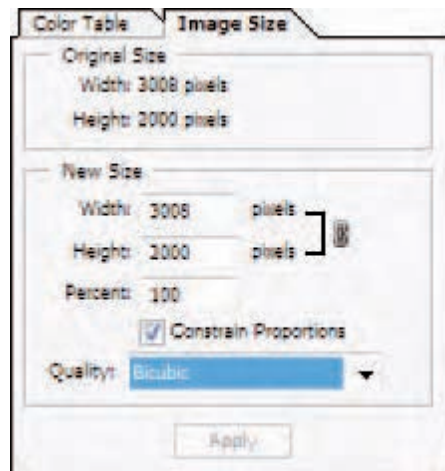 Color Table Image Size
Original Size
Width: 3008 pixels
Height: 2000 pixels
New Size
Width: 3008 pixels
Height: 2000 pixels
Percent: 100
Constrain Proportions
Quality: Bicubic
Apply